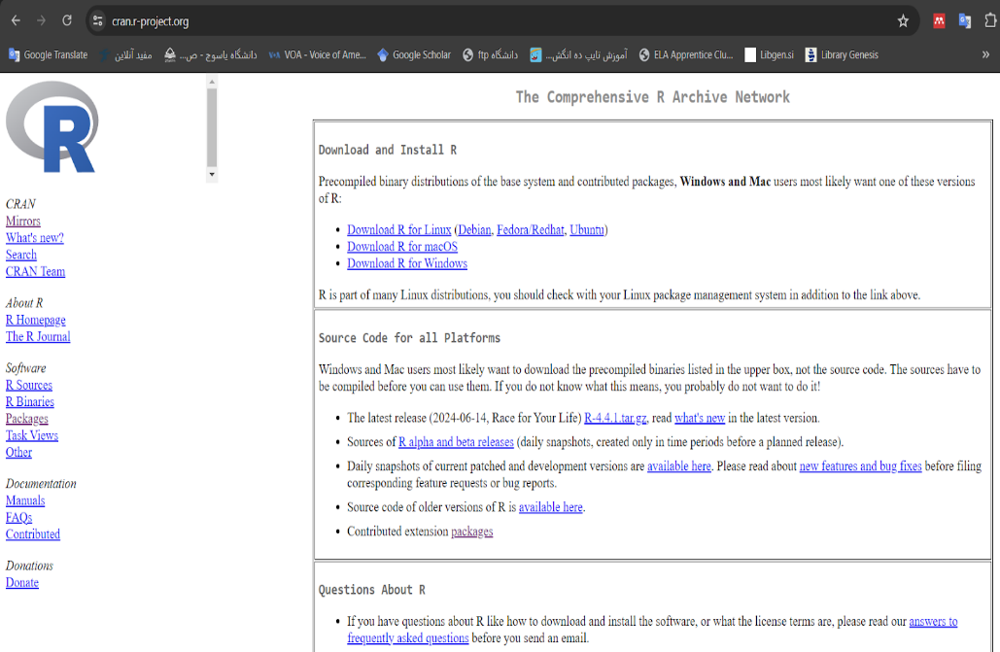 cran.r-project.org
Google Translate مفید آنلاین دانشگاه یاسوج - ص... VOA - Voice of Ame... Google Scholar ftp دانشگاه آموزش تایپ ده انگش... ELA Apprentice Clu... Libgen.si Library Genesis »
R
CRAN
Mirrors
What's new?
Search
CRAN Team
About R
R Homepage
The R Journal
Software
R Sources
R Binaries
Packages
Task Views
Other
Documentation
Manuals
FAQs
Contributed
Donations
Donate
The Comprehensive R Archive Network
Download and Install R
Precompiled binary distributions of the base system and contributed packages, Windows and Mac users most likely want one of these versions
of R:
• Download R for Linux (Debian, Fedora/Redhat, Ubuntu)
• Download R for macOS
• Download R for Windows
R is part of many Linux distributions, you should check with your Linux package management system in addition to the link above.
Source Code for all Platforms
Windows and Mac users most likely want to download the precompiled binaries listed in the upper box, not the source code. The sources have to
be compiled before you can use them. If you do not know what this means, you probably do not want to do it!
• The latest release (2024-06-14, Race for Your Life) R-4.4.1.tar.gz, read what's new in the latest version.
• Sources of R alpha and beta releases (daily snapshots, created only in time periods before a planned release).
• Daily snapshots of current patched and development versions are available here. Please read about new features and bug fixes before filing
corresponding feature requests or bug reports.
• Source code of older versions of R is available here.
• Contributed extension packages
Questions About R
• If you have questions about R like how to download and install the software, or what the license terms are, please read our answers to
frequently asked questions before you send an email.